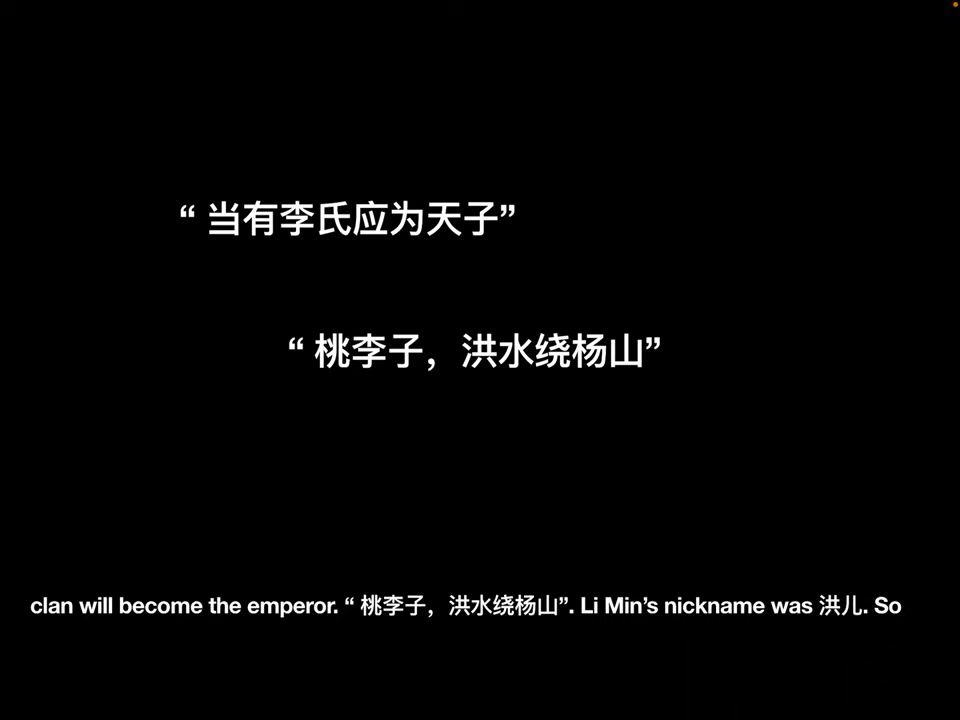 “ 当有李氏应为天子”
“ 桃李子，洪水绕杨山”
clan will become the emperor. “ 桃李子，洪水绕杨山”. Li Min’s nickname was 洪儿. So